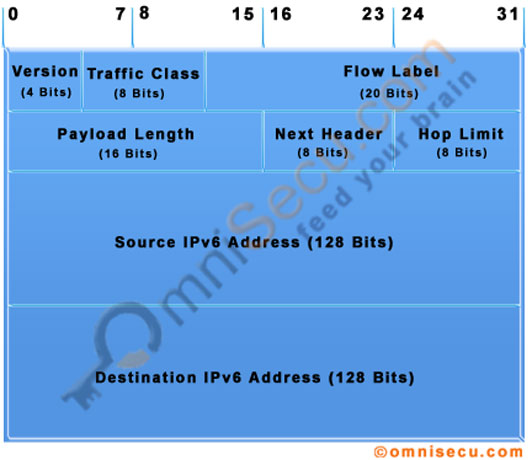 0 7 8 15 16 23 24 31
Version Traffic Class Flow Label
(4 Bits) (8 Bits) (20 Bits)
Payload Length Next Header Hop Limit
(16 Bits) (8 Bits) (8 Bits)
Source IPv6 Address (128 Bits)
Destination IPv6 Address (128 Bits)
OmniSecu.com
feed your brain
©omnisecu.com